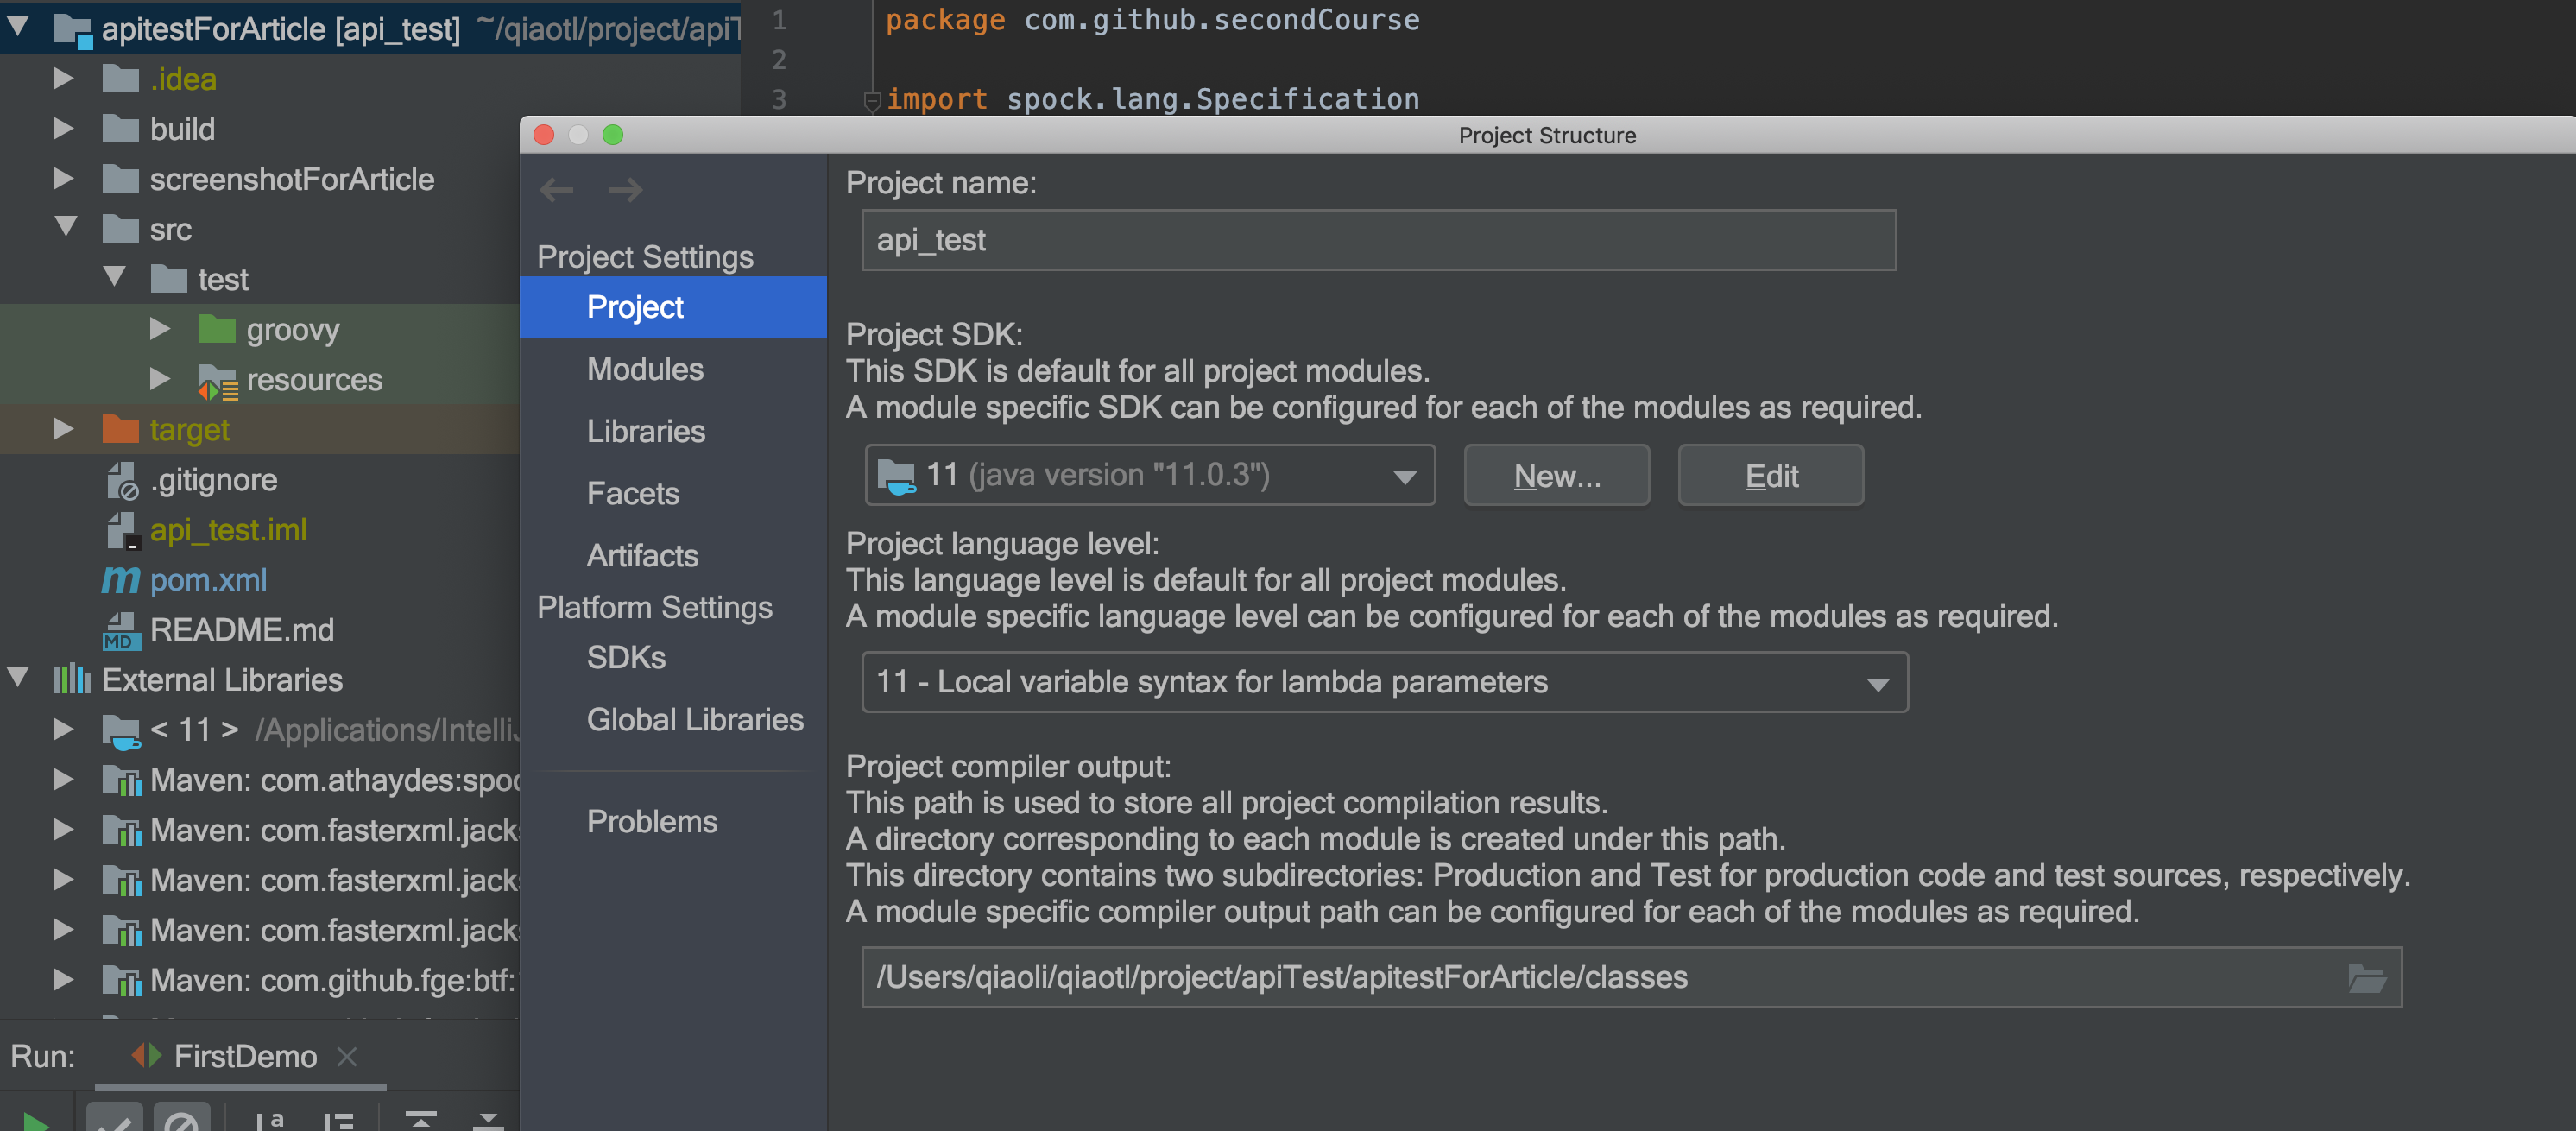 apitestForArticle [api_test] ~/qiaotl/project/apiT
.idea
build
screenshotForArticle
src
test
groovy
resources
target
.gitignore
api_test.iml
pom.xml
MD README.md
External Libraries
< 11 > /Applications/IntelliJ
Maven: com.athaydes:spoc
Maven: com.fasterxml.jacks
Maven: com.fasterxml.jacks
Maven: com.fasterxml.jacks
Maven: com.github.fge:btf:
Run: FirstDemo
1 package com.github.secondCourse
2
3 import spock.lang.Specification
Project Structure
Project Settings
Project
Modules
Libraries
Facets
Artifacts
Platform Settings
SDKs
Global Libraries
Problems
Project name:
api_test
Project SDK:
This SDK is default for all project modules.
A module specific SDK can be configured for each of the modules as required.
11 (java version "11.0.3") New... Edit
Project language level:
This language level is default for all project modules.
A module specific language level can be configured for each of the modules as required.
11 - Local variable syntax for lambda parameters
Project compiler output:
This path is used to store all project compilation results.
A directory corresponding to each module is created under this path.
This directory contains two subdirectories: Production and Test for production code and test sources, respectively.
A module specific compiler output path can be configured for each of the modules as required.
/Users/qiaoli/qiaotl/project/apiTest/apitestForArticle/classes